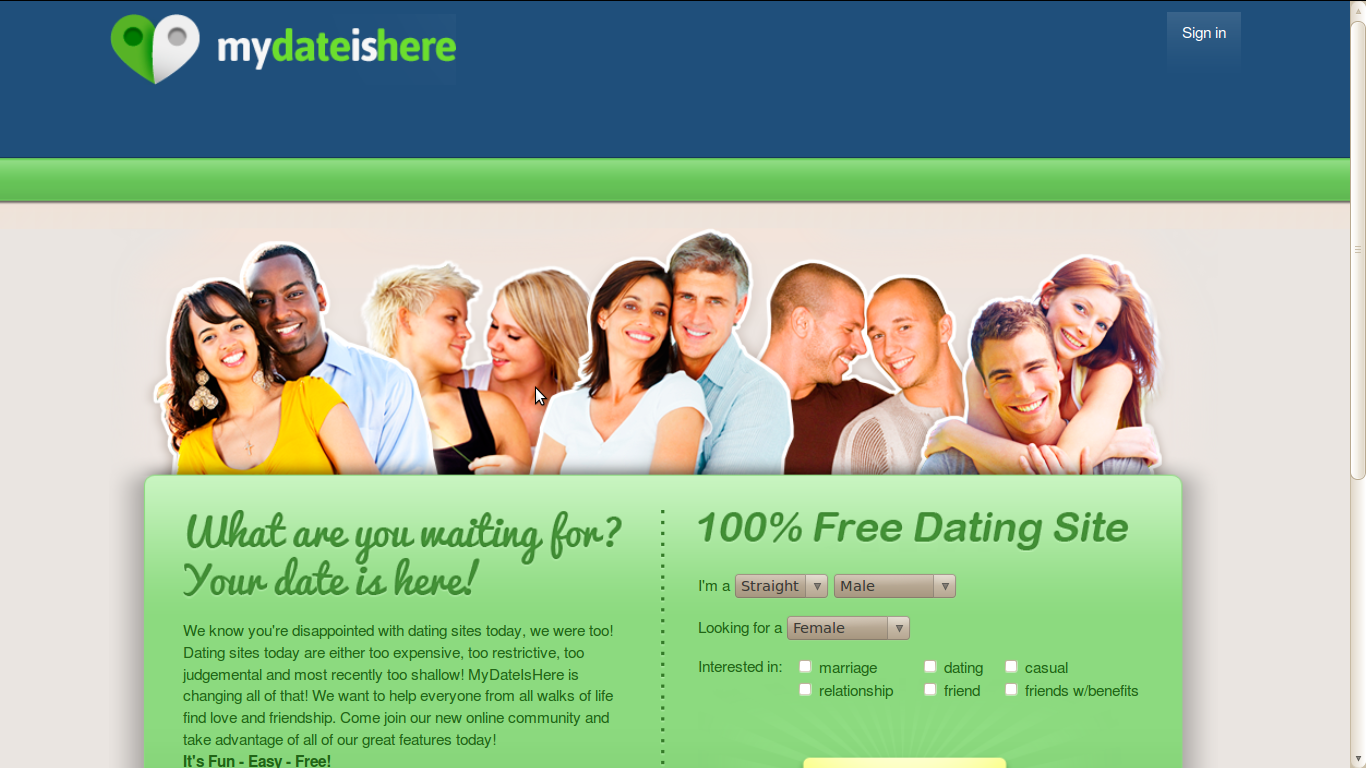 mydateishere
Sign in
What are you waiting for?
Your date is here!
We know you're disappointed with dating sites today, we were too!
Dating sites today are either too expensive, too restrictive, too
judgemental and most recently too shallow! MyDateIsHere is
changing all of that! We want to help everyone from all walks of life
find love and friendship. Come join our new online community and
take advantage of all of our great features today!
It's Fun - Easy - Free!
100% Free Dating Site
I'm a Straight Male
Looking for a Female
Interested in: marriage dating casual
relationship friend friends w/benefits